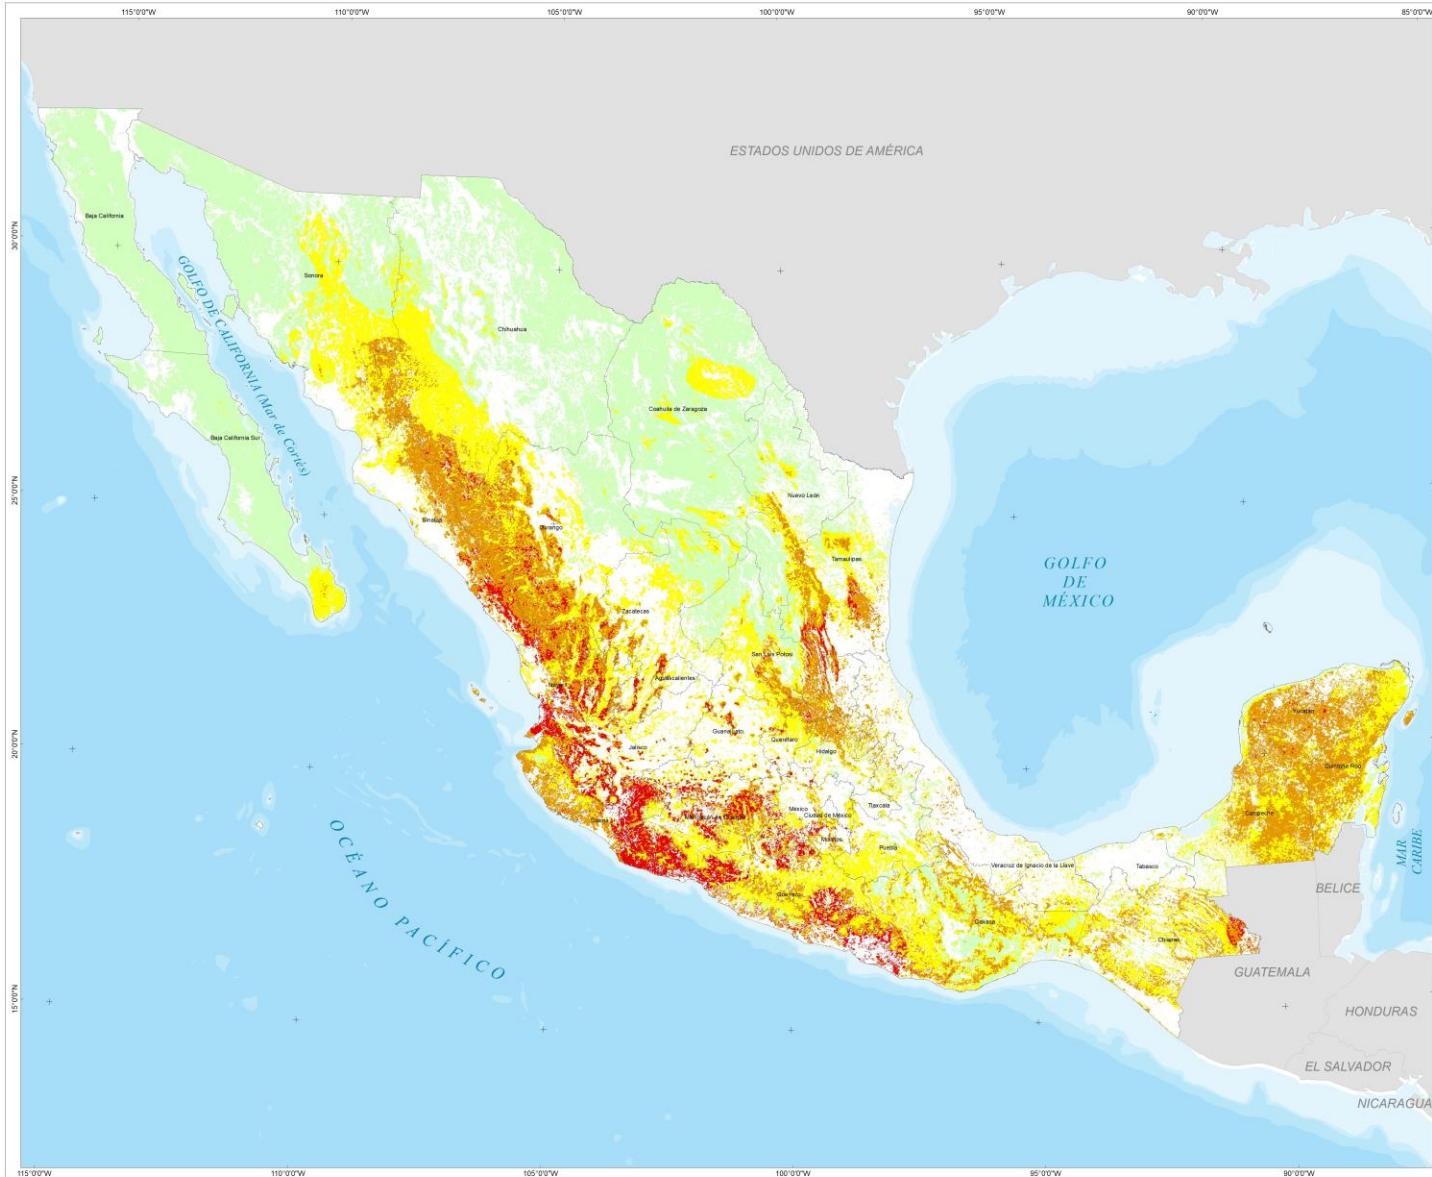 115°0'0"W
110°0'0"W
105°0'0"W
100°0'0"W
95°0'0"W
90°0'0"W
85°0'0"W
ESTADOS UNIDOS DE AMÉRICA
Baja California
30°0'0"N
GOLFO DE CALIFORNIA (Mar de Cortés)
Sonora
Chihuahua
Coahuila de Zaragoza
Baja California Sur
25°0'0"N
Nuevo León
Sinaloa
Durango
Tamaulipas
GOLFO
DE
MÉXICO
Zacatecas
San Luis Potosí
Aguascalientes
Nayarit
Yucatán
20°0'0"N
Guanajuato
Querétaro
Jalisco
Hidalgo
Quintana Roo
México
Tlaxcala
Ciudad de México
Colima
Michoacán de Ocampo
Campeche
Morelos
Puebla
Veracruz de Ignacio de la Llave
Tabasco
MAR
CARIBE
BELICE
Guerrero
Oaxaca
Chiapas
OCÉANO PACÍFICO
GUATEMALA
15°0'0"N
HONDURAS
EL SALVADOR
NICARAGUA
115°0'0"W
110°0'0"W
105°0'0"W
100°0'0"W
95°0'0"W
90°0'0"W